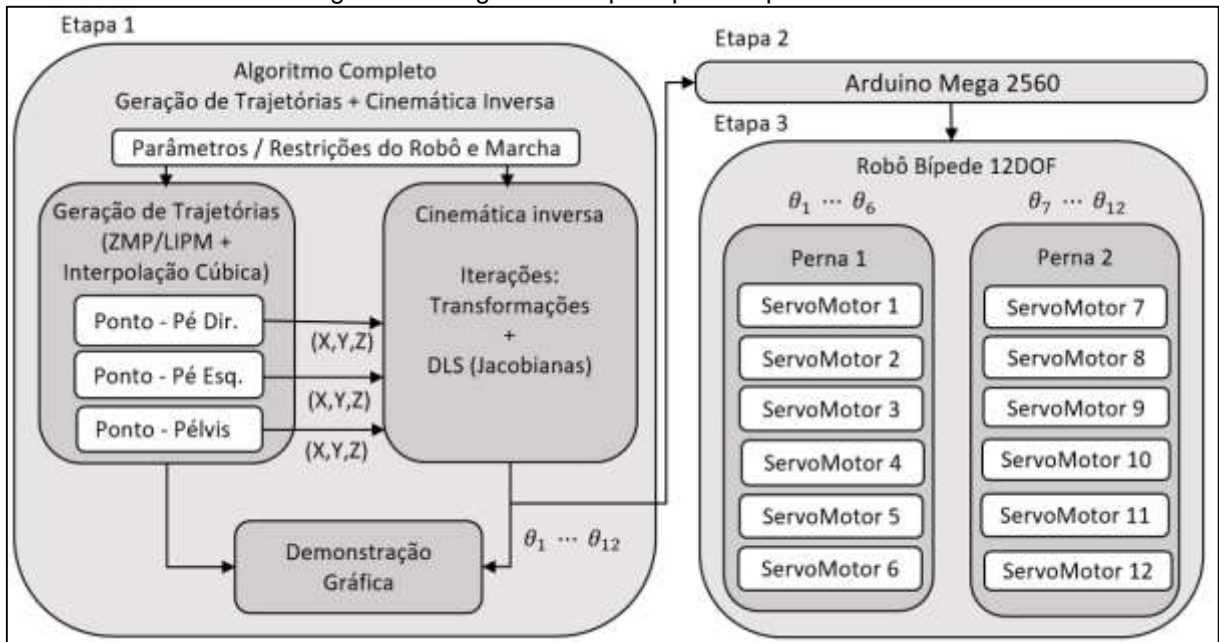 Etapa 1
Algoritmo Completo
Geração de Trajetórias + Cinemática Inversa
Parâmetros / Restrições do Robô e Marcha
Geração de Trajetórias
(ZMP/LIPM +
Interpolação Cúbica)
Ponto - Pé Dir.
(X,Y,Z)
Ponto - Pé Esq.
(X,Y,Z)
Ponto - Pélvis
(X,Y,Z)
Cinemática inversa
Iterações:
Transformações
+
DLS (Jacobianas)
θ₁ ⋯ θ₁₂
Demonstração
Gráfica
Etapa 2
Arduino Mega 2560
Etapa 3
Robô Bípede 12DOF
θ₁ ⋯ θ₆
Perna 1
ServoMotor 1
ServoMotor 2
ServoMotor 3
ServoMotor 4
ServoMotor 5
ServoMotor 6
θ₇ ⋯ θ₁₂
Perna 2
ServoMotor 7
ServoMotor 8
ServoMotor 9
ServoMotor 10
ServoMotor 11
ServoMotor 12